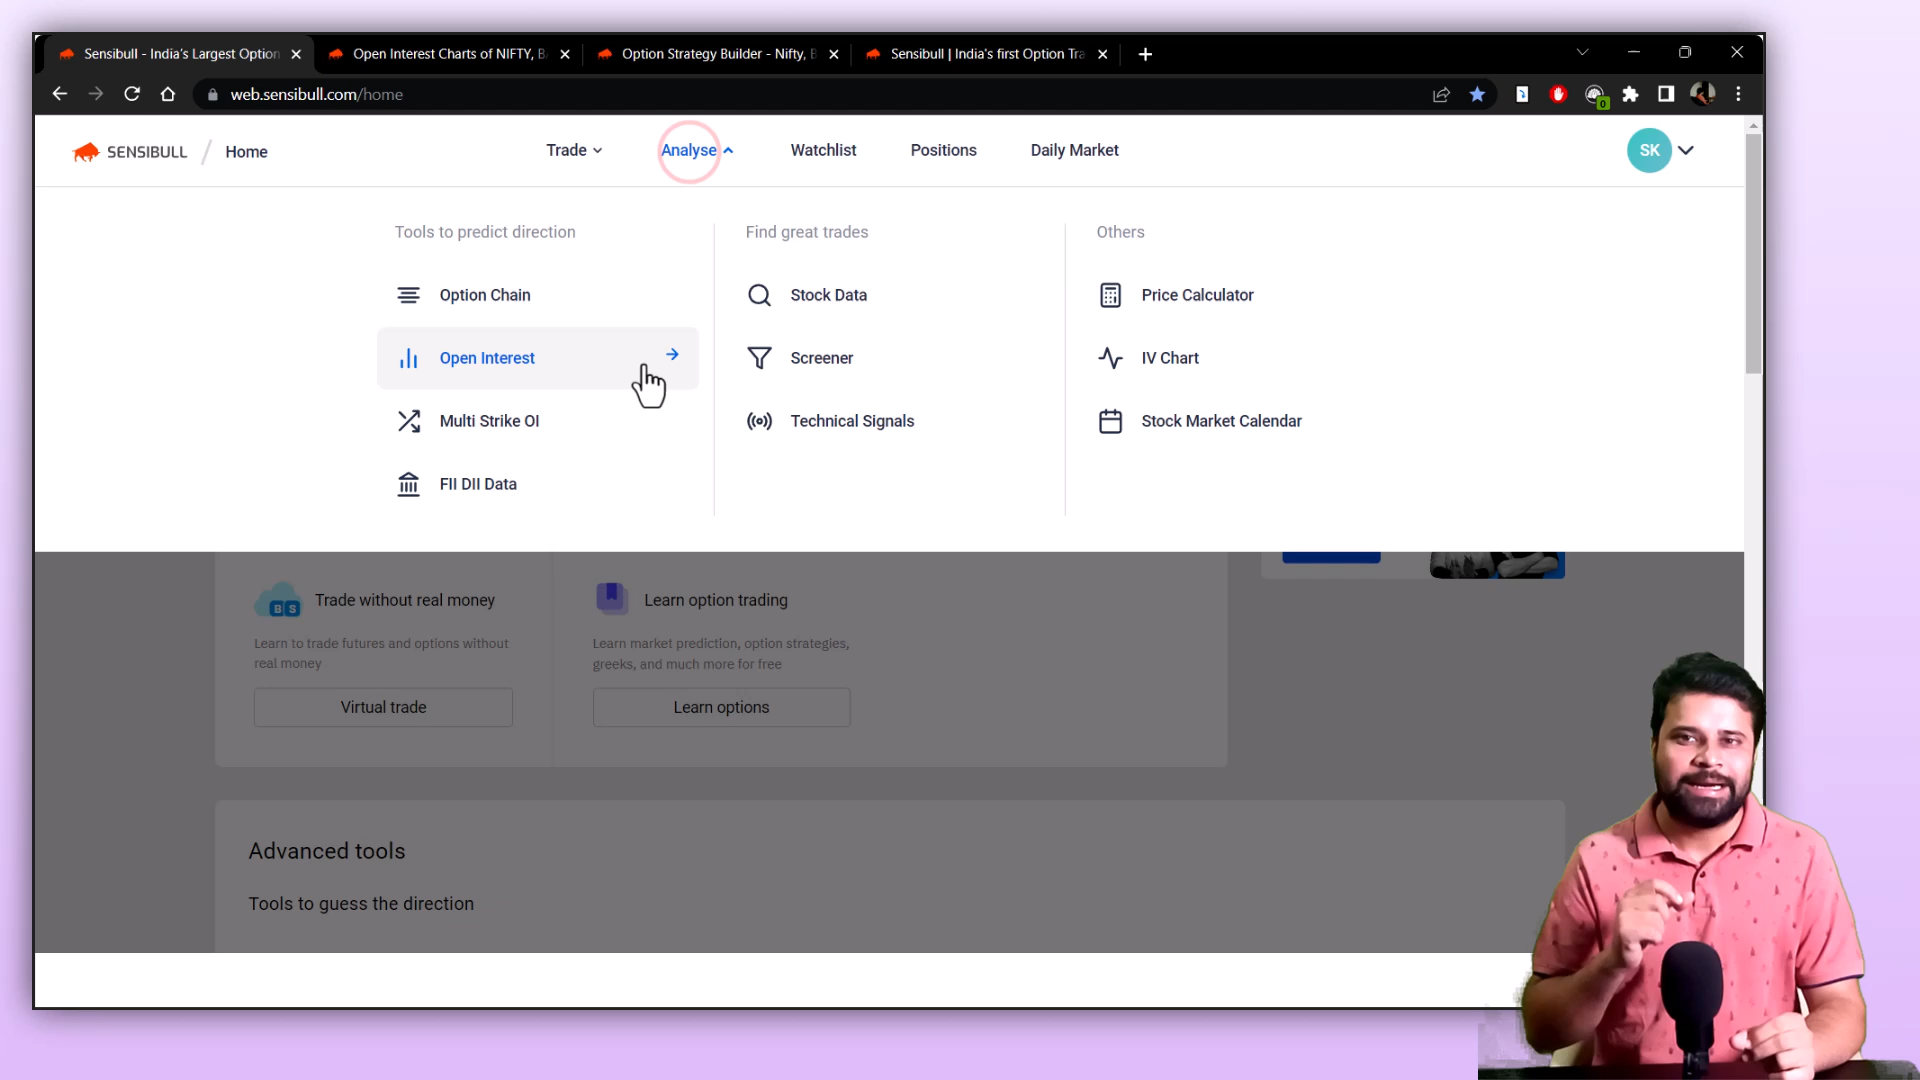 Sensibull - India's Largest Option
Open Interest Charts of NIFTY, B
Option Strategy Builder - Nifty, B
Sensibull | India's first Option Tra
web.sensibull.com/home
0
SENSIBULL / Home
Trade
Analyse
Watchlist
Positions
Daily Market
SK
Tools to predict direction
Option Chain
Open Interest
Multi Strike OI
FII DII Data
Find great trades
Stock Data
Screener
Technical Signals
Others
Price Calculator
IV Chart
Stock Market Calendar
B S
Trade without real money
Learn to trade futures and options without
real money
Virtual trade
Learn option trading
Learn market prediction, option strategies,
greeks, and much more for free
Learn options
Advanced tools
Tools to guess the direction